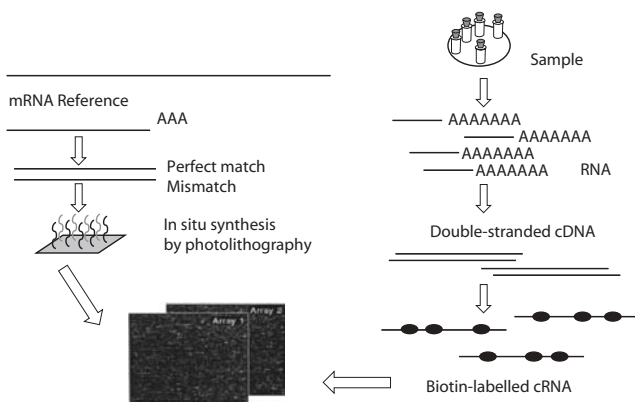 mRNA Reference
AAA
Perfect match
Mismatch
In situ synthesis
by photolithography
Array 1
Array 2
Sample
AAAAAAA
AAAAAAA
AAAAAAA
AAAAAAA
RNA
Double-stranded cDNA
Biotin-labelled cRNA